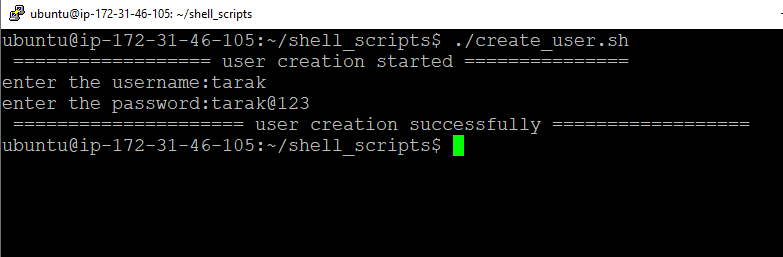 ubuntu@ip-172-31-46-105: ~/shell_scripts
ubuntu@ip-172-31-46-105:~/shell_scripts$ ./create_user.sh
================== user creation started ===============
enter the username:tarak
enter the password:tarak@123
===================== user creation successfully ==================
ubuntu@ip-172-31-46-105:~/shell_scripts$